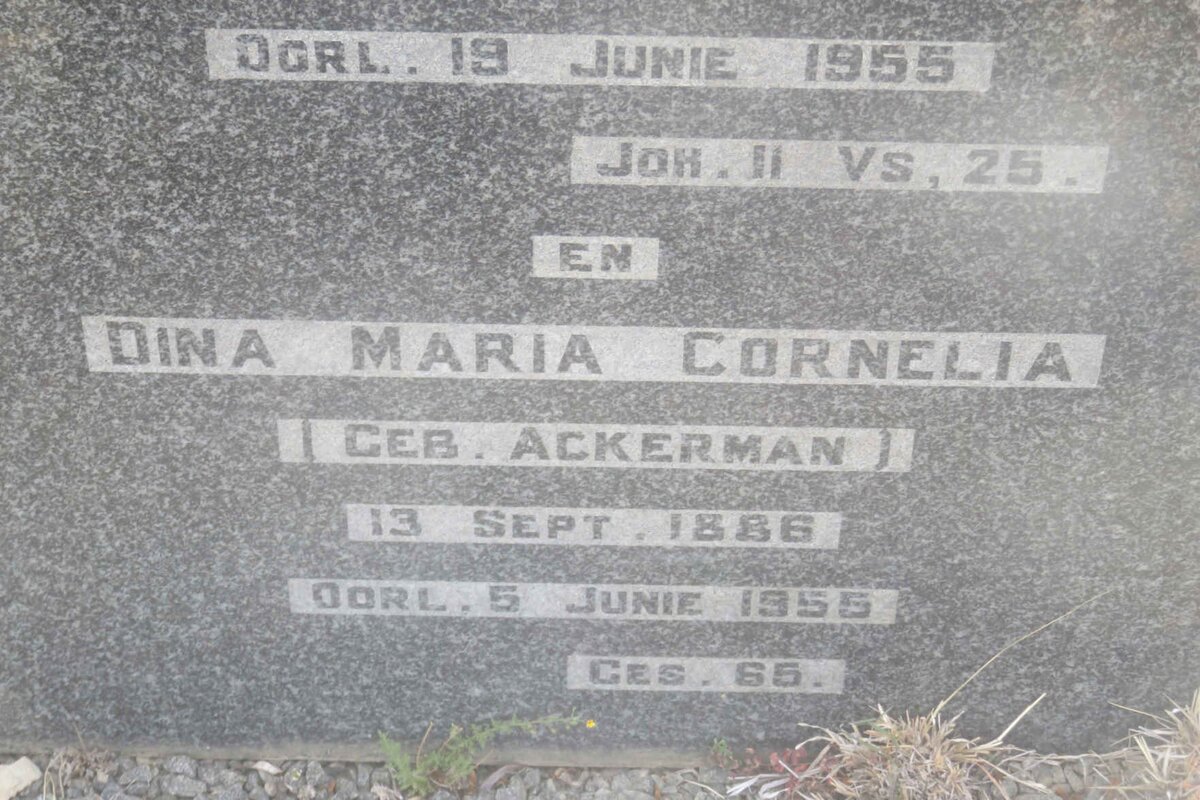 OORL. 19 JUNIE 1955
JOH. 11 VS, 25.
EN
DINA MARIA CORNELIA
(GEB. ACKERMAN)
13 SEPT. 1886
OORL. 5 JUNIE 1955
GES. 65.